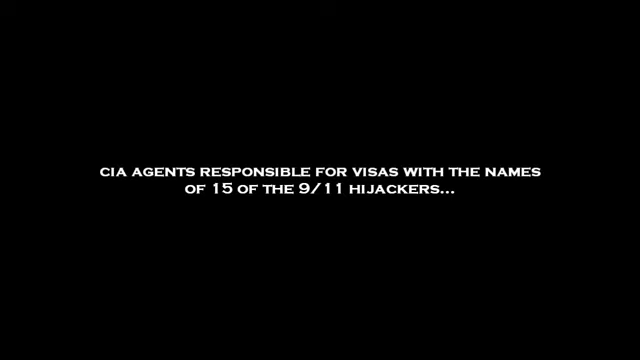 CIA AGENTS RESPONSIBLE FOR VISAS WITH THE NAMES
OF 15 OF THE 9/11 HIJACKERS...